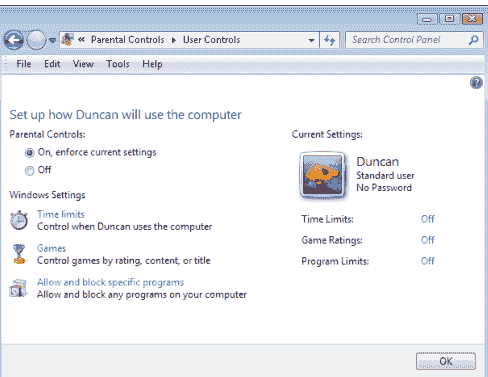 « Parental Controls ▸ User Controls
Search Control Panel
File Edit View Tools Help
Set up how Duncan will use the computer
Parental Controls:
On, enforce current settings
Off
Windows Settings
Time limits
Control when Duncan uses the computer
Games
Control games by rating, content, or title
Allow and block specific programs
Allow and block any programs on your computer
Current Settings:
Duncan
Standard user
No Password
Time Limits: Off
Game Ratings: Off
Program Limits: Off
OK